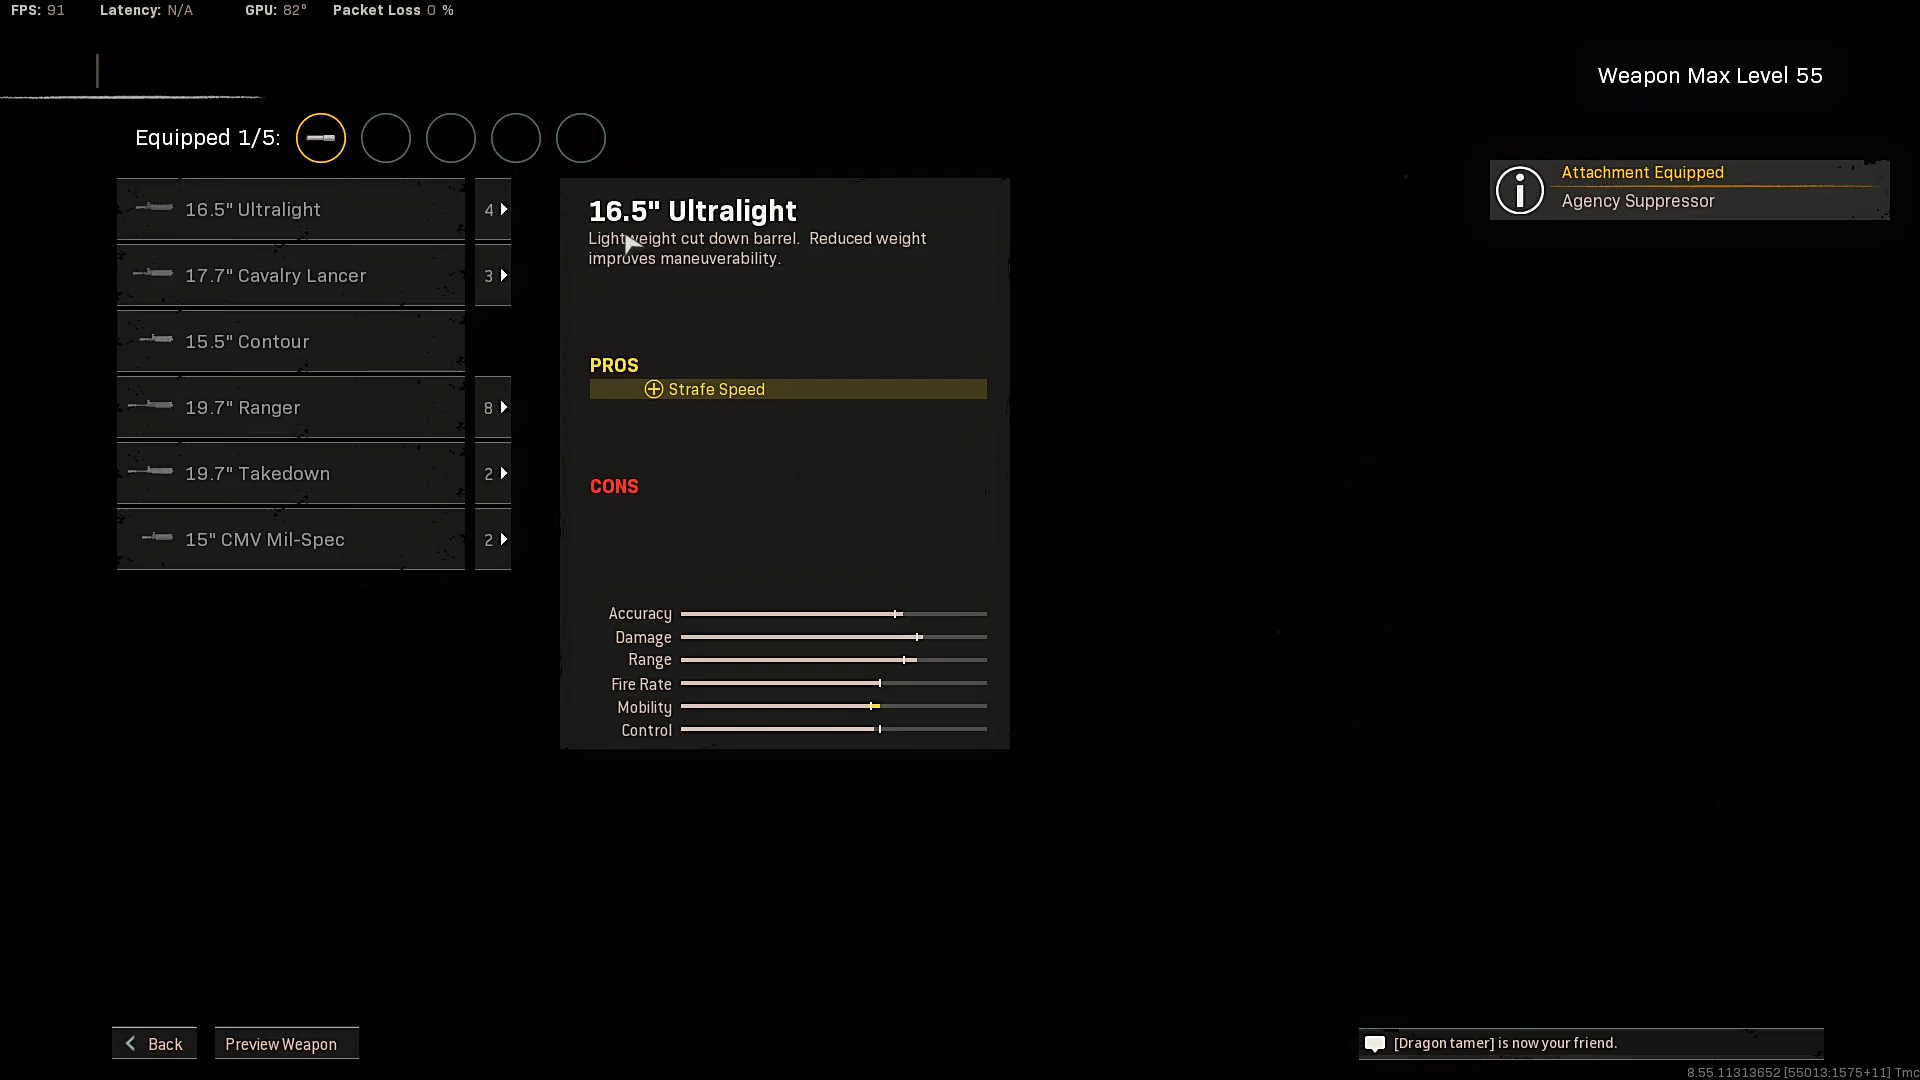 FPS: 91 Latency: N/A GPU: 82° Packet Loss 0 %
Weapon Max Level 55
Equipped 1/5:
Attachment Equipped
Agency Suppressor
16.5" Ultralight 4
17.7" Cavalry Lancer 3
15.5" Contour
19.7" Ranger 8
19.7" Takedown 2
15" CMV Mil-Spec 2
16.5" Ultralight
Lightweight cut down barrel. Reduced weight
improves maneuverability.
PROS
Strafe Speed
CONS
Accuracy
Damage
Range
Fire Rate
Mobility
Control
Back Preview Weapon
[Dragon tamer] is now your friend.
8.55.11313652 [55013:1575+11] Tmc